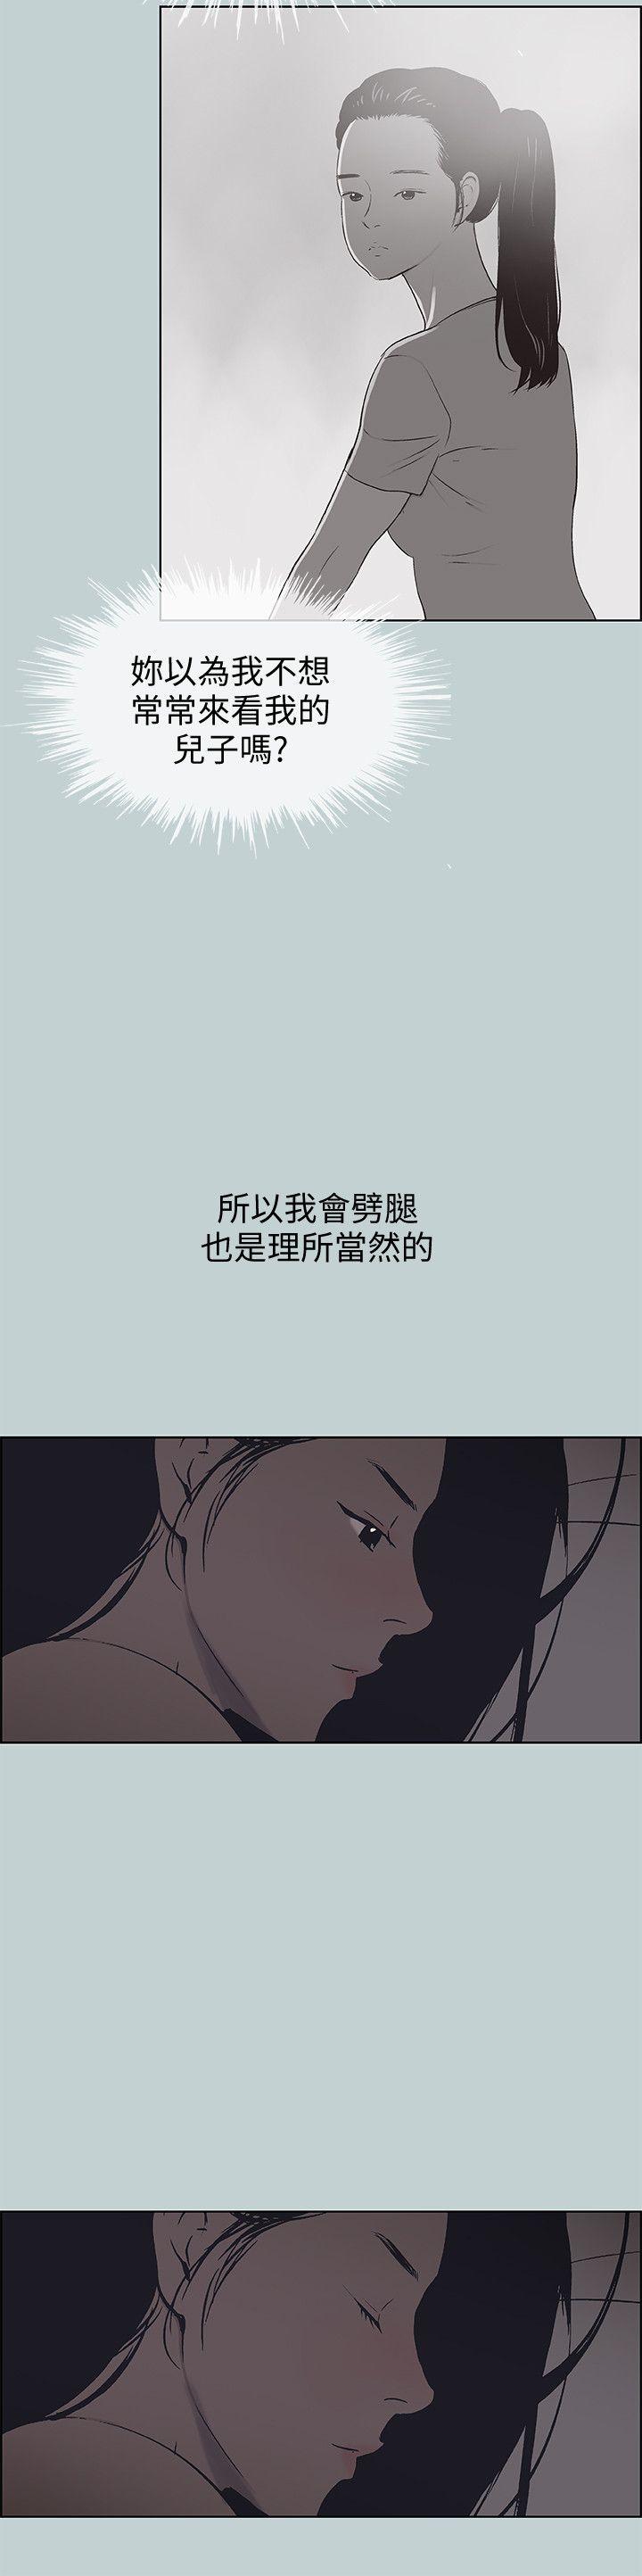 妳以為我不想
常常來看我的
兒子嗎?
所以我會劈腿
也是理所當然的